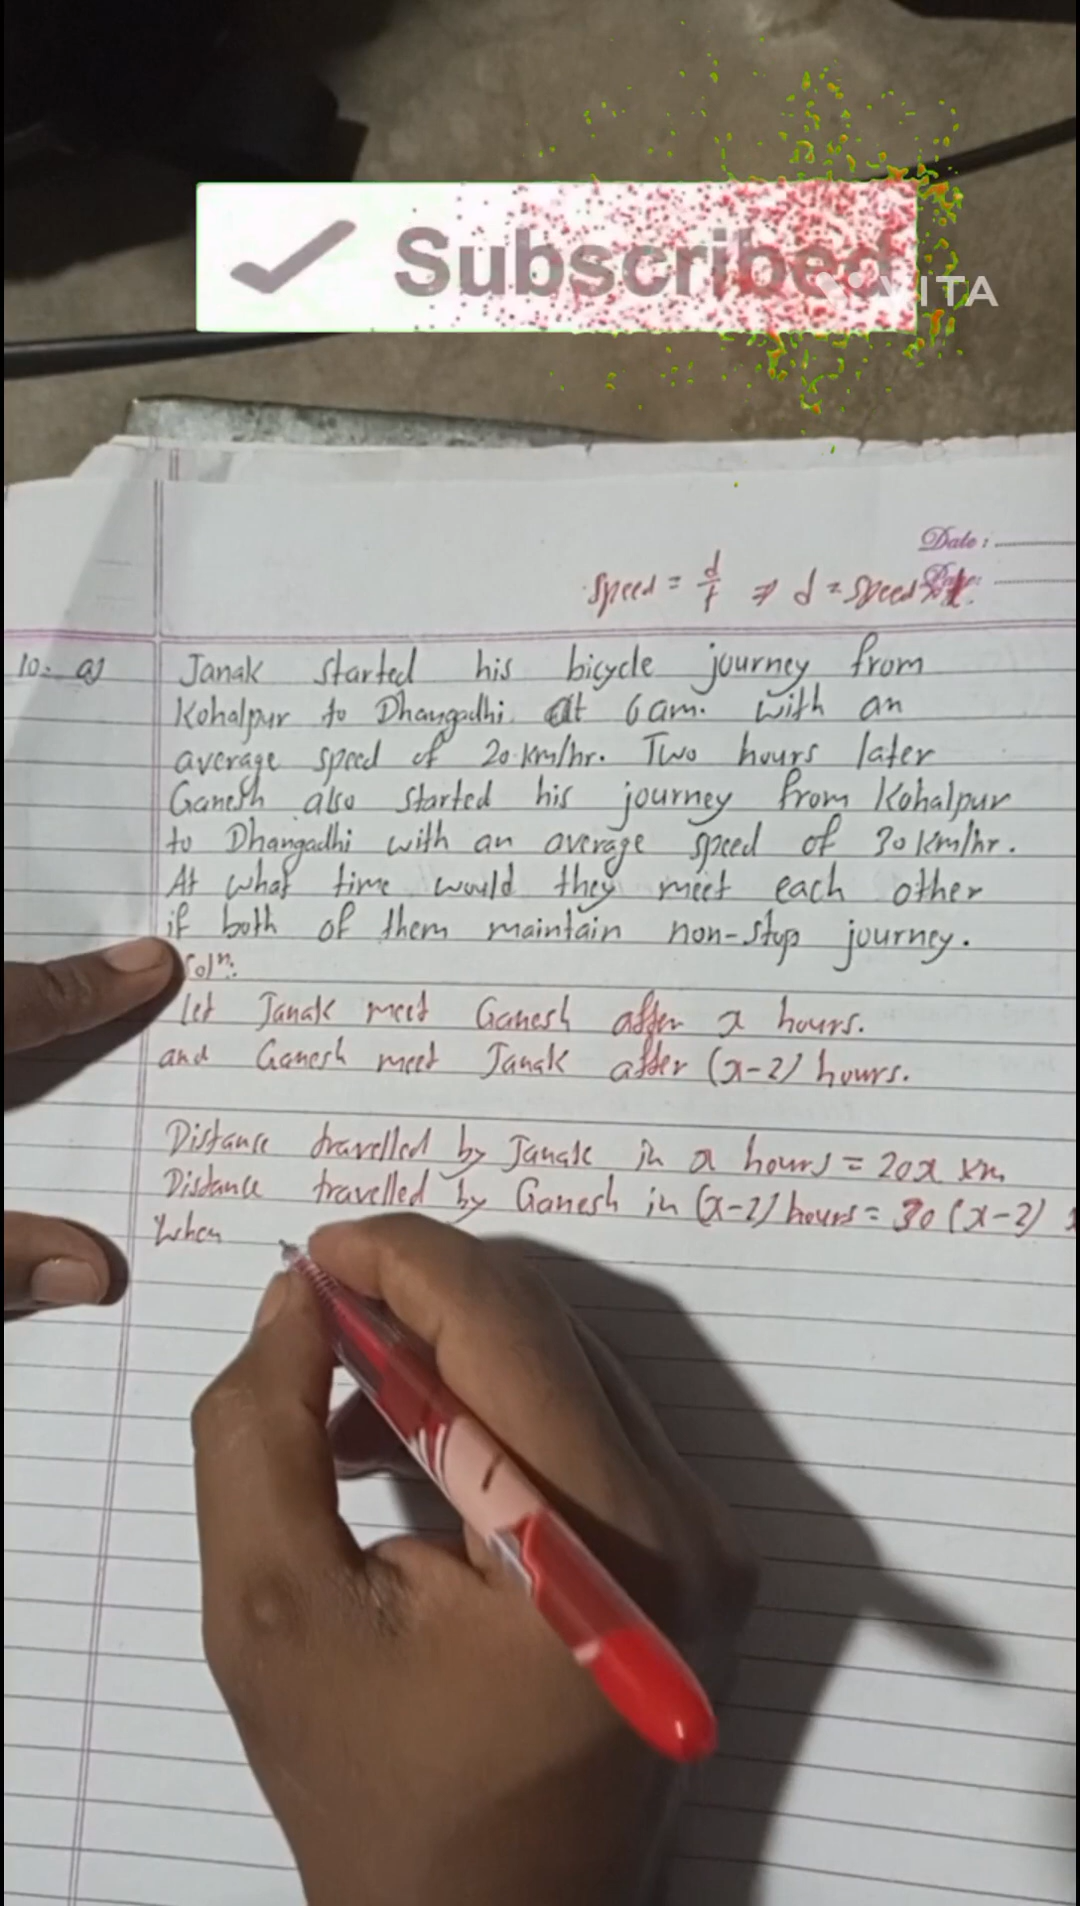 Subscribed
VITA
Date:
Speed = d/t ⇒ d = speed × t.
10. a) Janak started his bicycle journey from
Kohalpur to Dhangadhi at 6 am. with an
average speed of 20 km/hr. Two hours later
Ganesh also started his journey from Kohalpur
to Dhangadhi with an average speed of 30 km/hr.
At what time would they meet each other
if both of them maintain non-stop journey.
Solⁿ:
Let Janak meet Ganesh after x hours.
and Ganesh meet Janak after (x-2) hours.
Distance travelled by Janak in x hours = 20x km
Distance travelled by Ganesh in (x-2) hours = 30 (x-2)
When